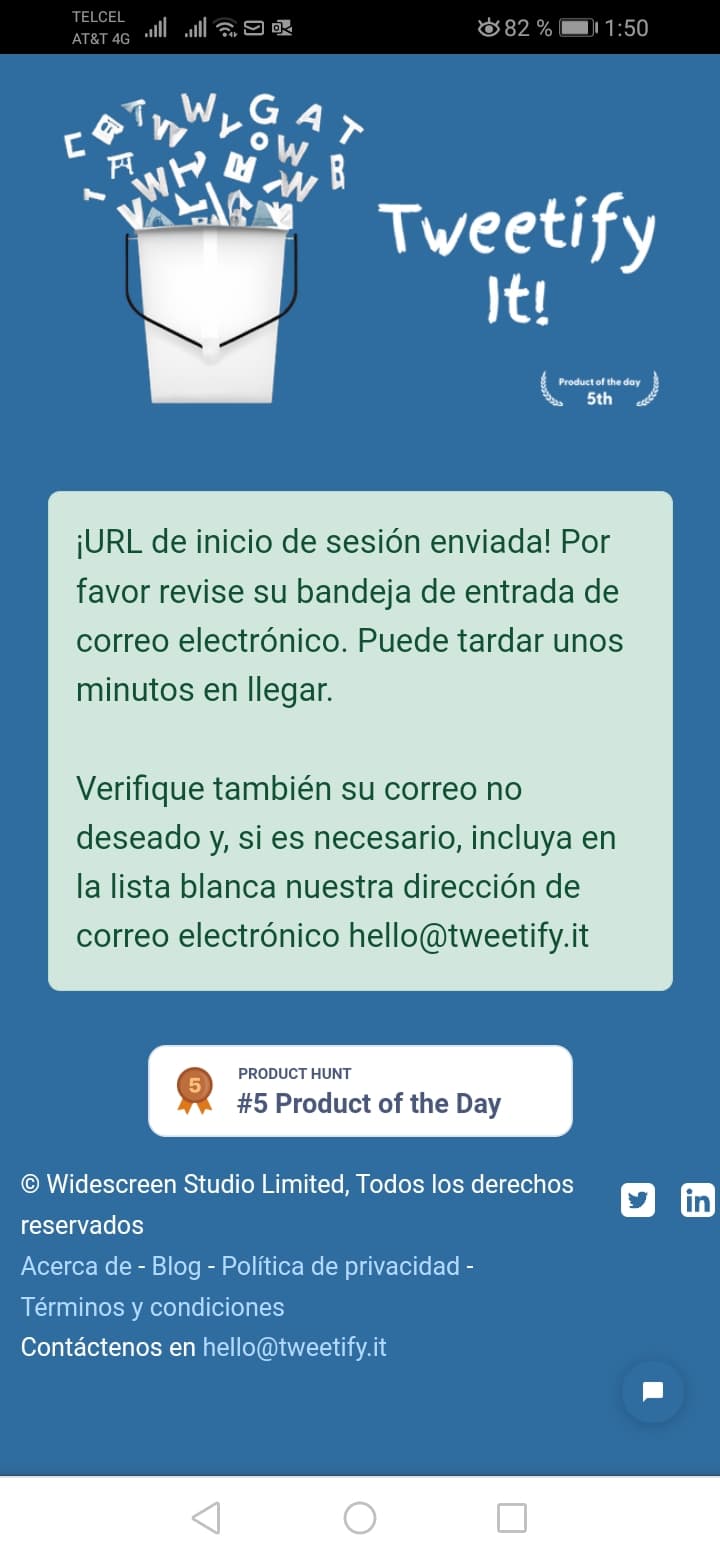 TELCEL
AT&T 4G
82 %
1:50
Tweetify
It!
Product of the day
5th
¡URL de inicio de sesión enviada! Por
favor revise su bandeja de entrada de
correo electrónico. Puede tardar unos
minutos en llegar.
Verifique también su correo no
deseado y, si es necesario, incluya en
la lista blanca nuestra dirección de
correo electrónico hello@tweetify.it
5
PRODUCT HUNT
#5 Product of the Day
© Widescreen Studio Limited, Todos los derechos
reservados
in
Acerca de - Blog - Política de privacidad -
Términos y condiciones
Contáctenos en hello@tweetify.it